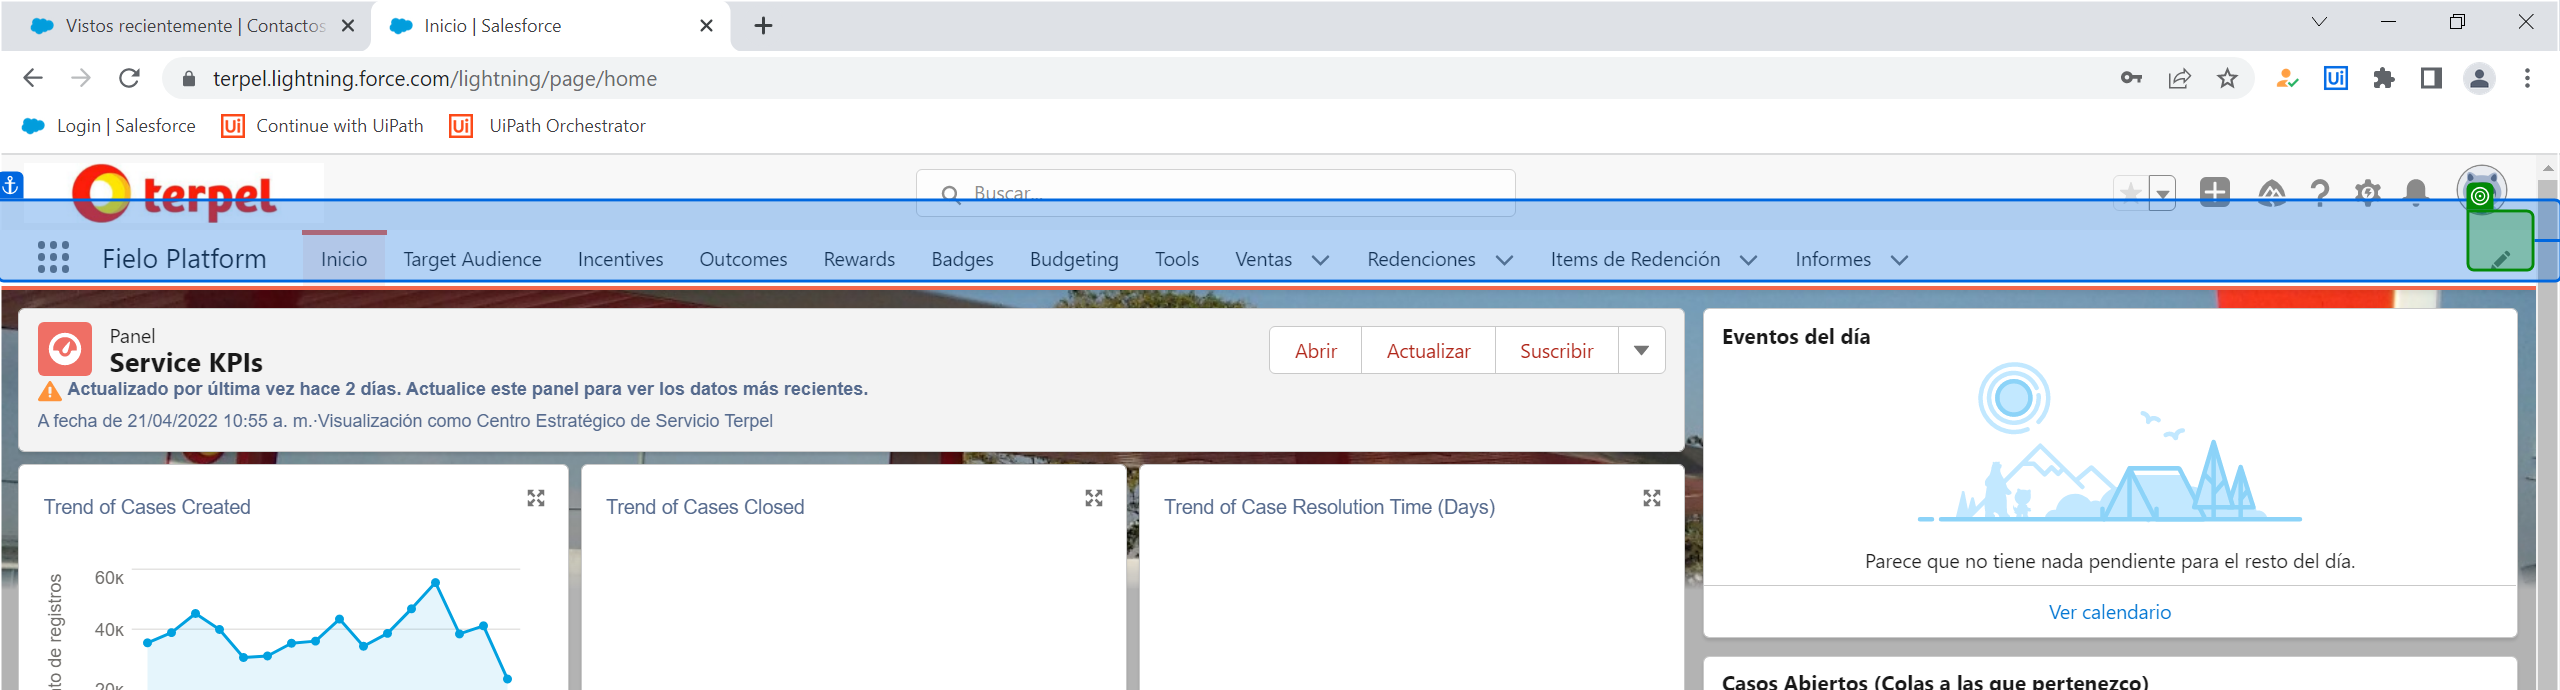 Vistos recientemente | Contactos
Inicio | Salesforce
terpel.lightning.force.com/lightning/page/home
Ui
Login | Salesforce
Ui Continue with UiPath
Ui UiPath Orchestrator
terpel
Buscar...
Fielo Platform
Inicio Target Audience Incentives Outcomes Rewards Badges Budgeting Tools Ventas Redenciones Items de Redención Informes
Panel
Service KPIs
Actualizado por última vez hace 2 días. Actualice este panel para ver los datos más recientes.
A fecha de 21/04/2022 10:55 a. m.·Visualización como Centro Estratégico de Servicio Terpel
Abrir Actualizar Suscribir
Eventos del día
Parece que no tiene nada pendiente para el resto del día.
Ver calendario
Trend of Cases Created
60K
40K
20K
to de registros
Trend of Cases Closed
Trend of Case Resolution Time (Days)
Casos Abiertos (Colas a las que pertenezco)